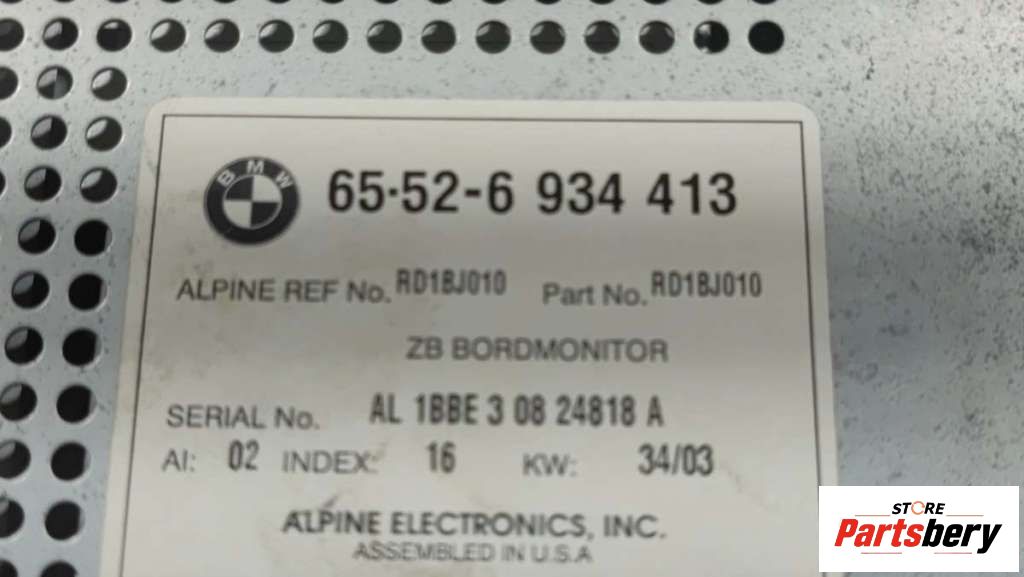 BMW
65·52-6 934 413
ALPINE REF No. RD1BJ010 Part No. RD1BJ010
ZB BORDMONITOR
SERIAL No. AL 1BBE 3 08 24818 A
AI: 02 INDEX: 16 KW: 34/03
ALPINE ELECTRONICS, INC.
ASSEMBLED IN U.S.A
STORE
Partsbery